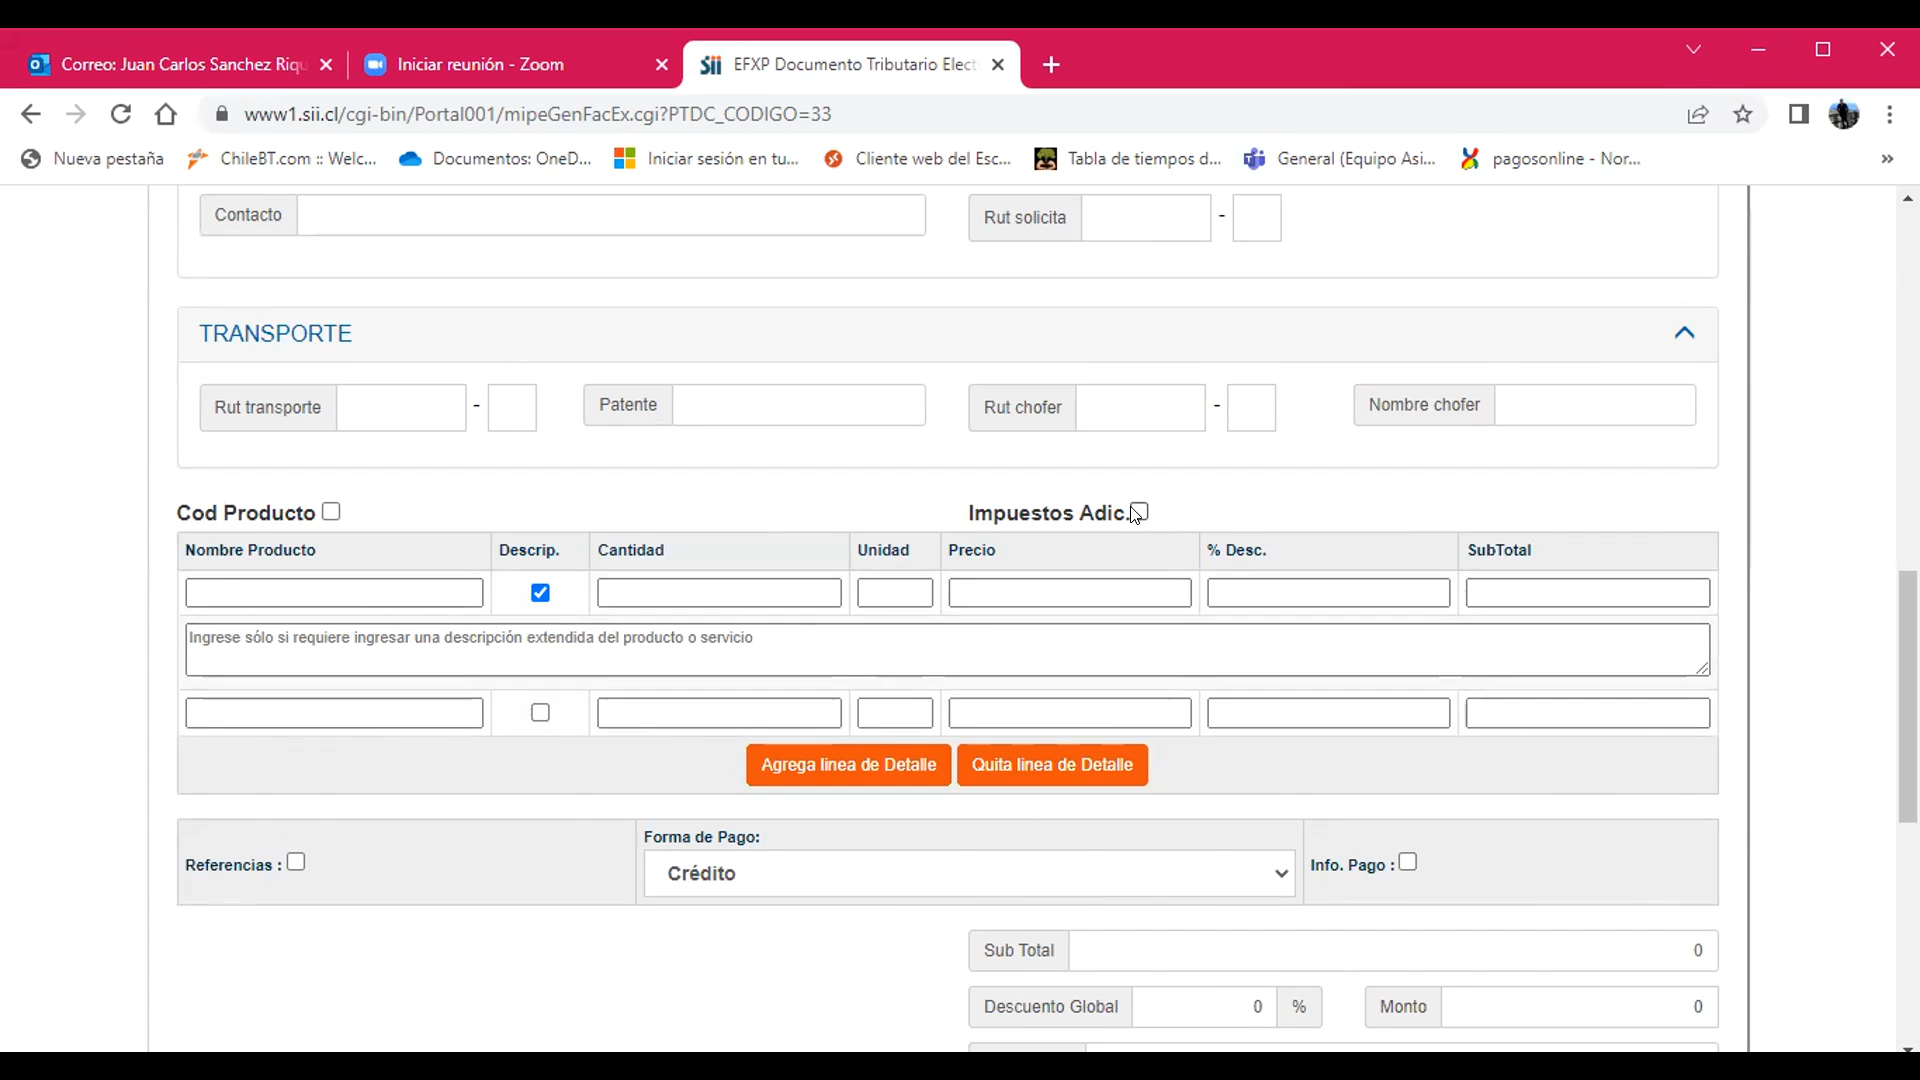 Correo: Juan Carlos Sanchez Riqu
Iniciar reunión - Zoom
Sii EFXP Documento Tributario Elect
www1.sii.cl/cgi-bin/Portal001/mipeGenFacEx.cgi?PTDC_CODIGO=33
Nueva pestaña
ChileBT.com :: Welc...
Documentos: OneD...
Iniciar sesión en tu...
Cliente web del Esc...
Tabla de tiempos d...
General (Equipo Asi...
pagosonline - Nor...
»
Contacto
Rut solicita -
TRANSPORTE
Rut transporte -
Patente
Rut chofer -
Nombre chofer
Cod Producto
Impuestos Adic.
Nombre Producto Descrip. Cantidad Unidad Precio % Desc. SubTotal
Ingrese sólo si requiere ingresar una descripción extendida del producto o servicio
Agrega linea de Detalle Quita linea de Detalle
Forma de Pago:
Referencias :
Crédito
Info. Pago :
Sub Total 0
Descuento Global 0 % Monto 0